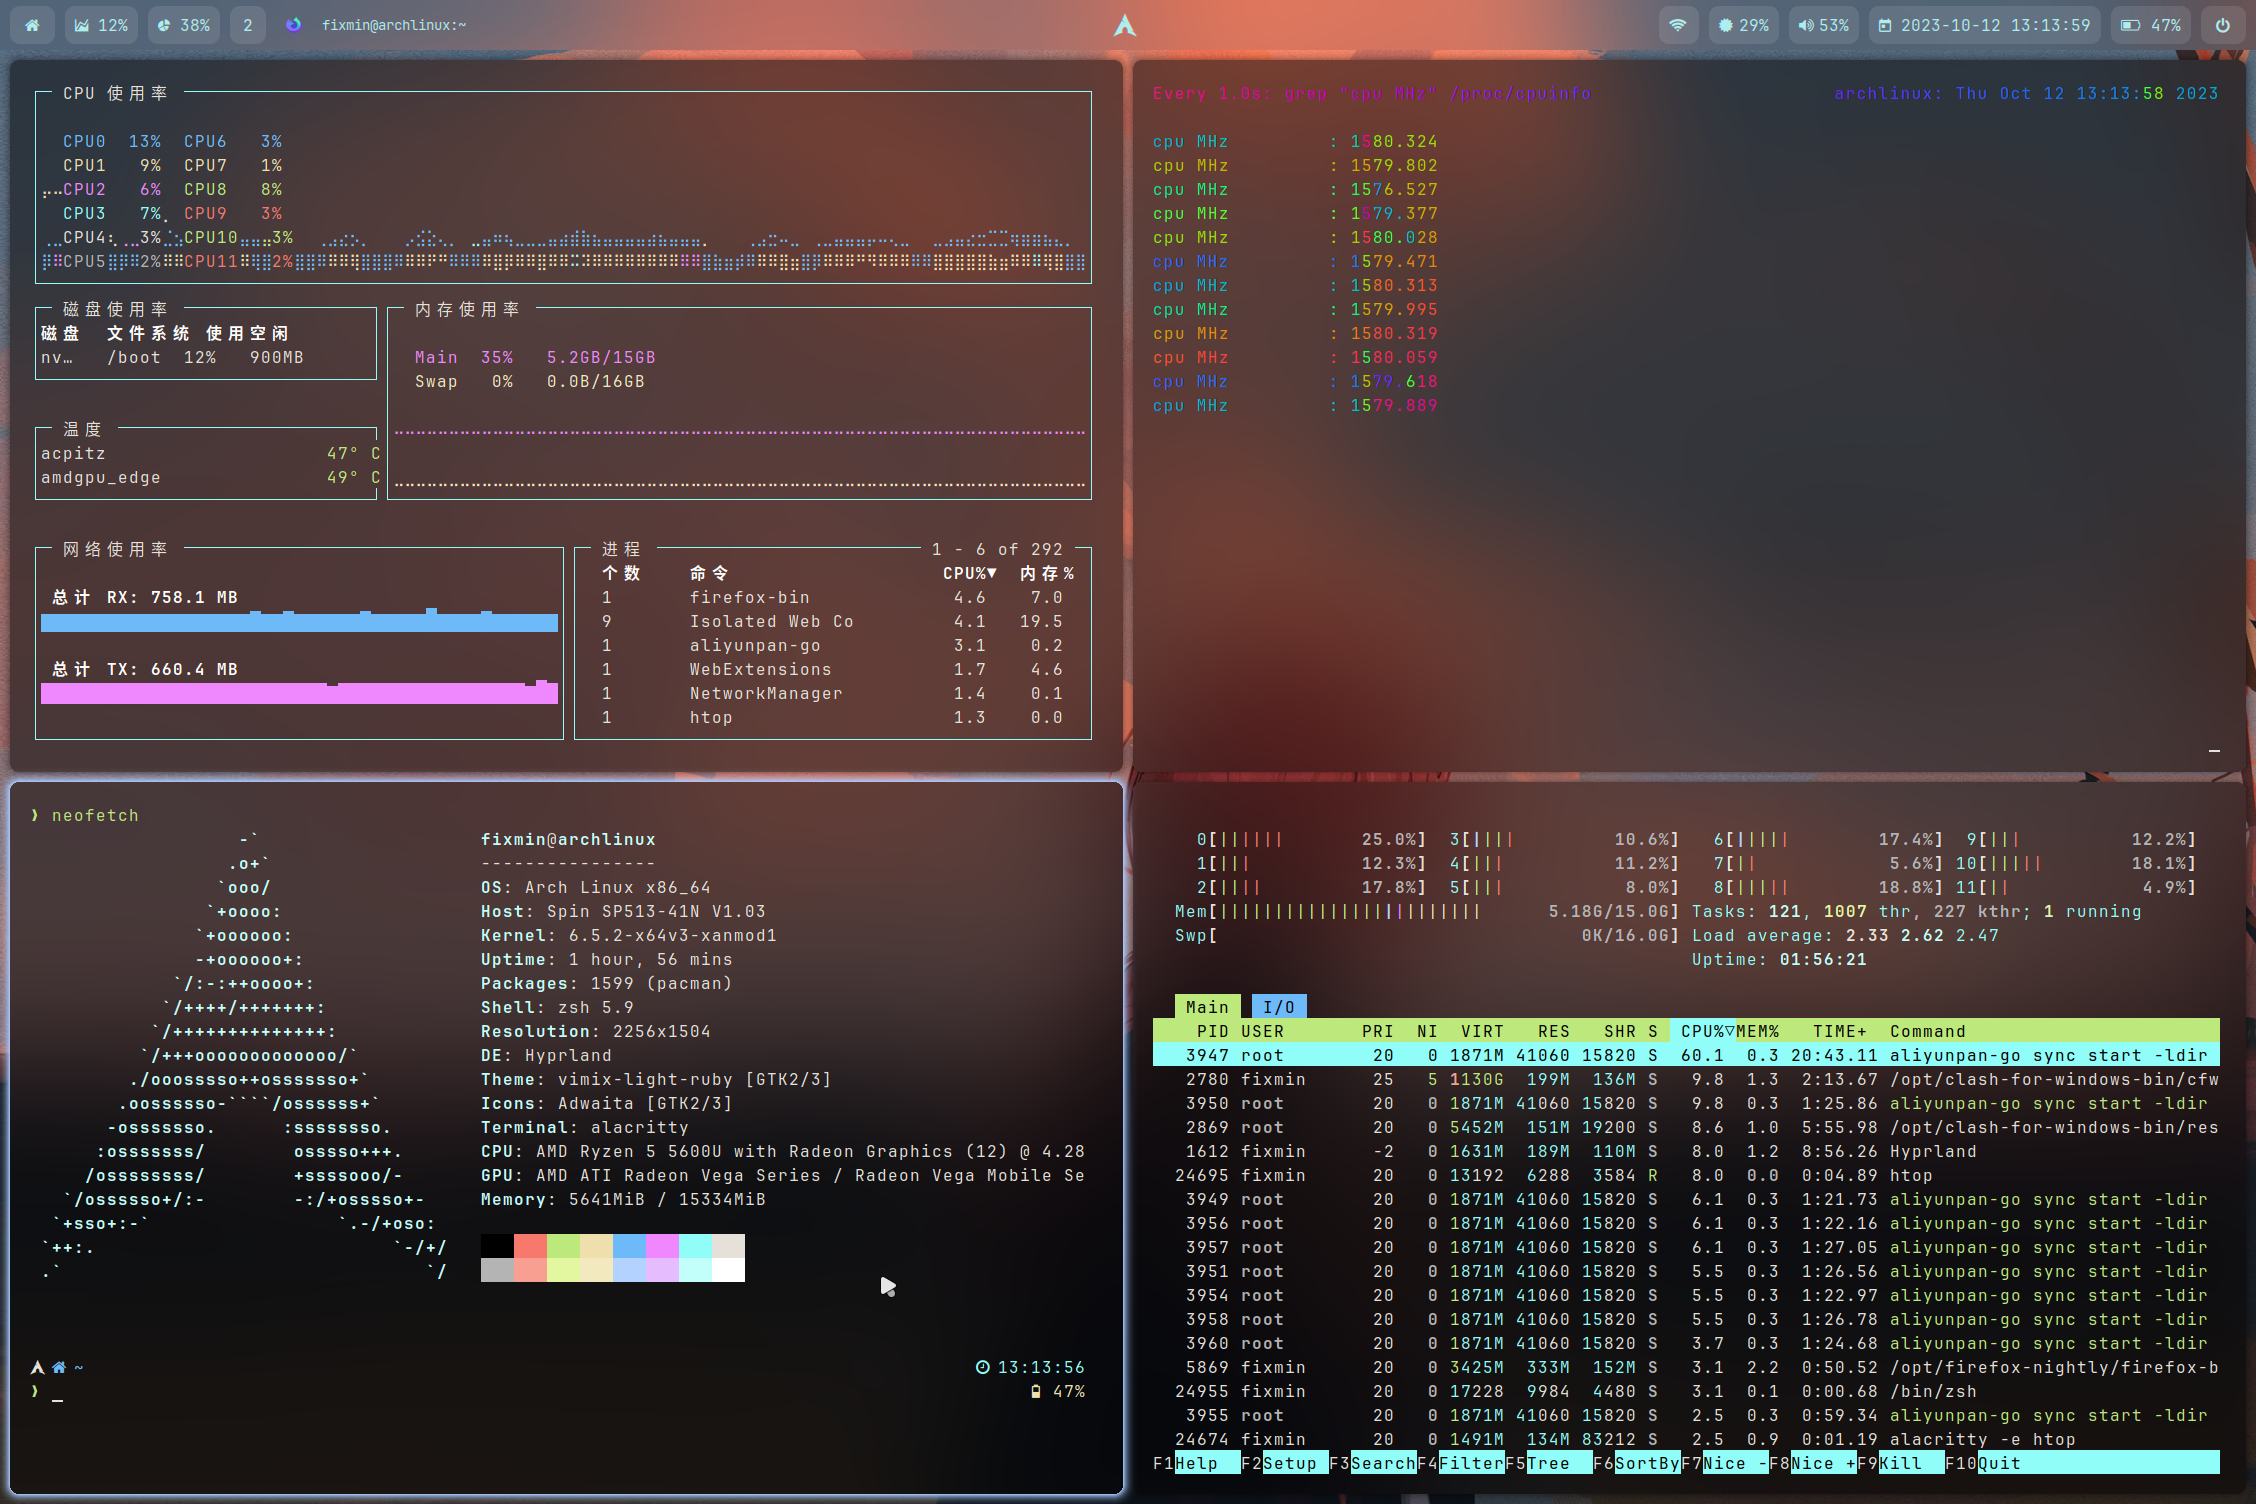 12% 38% 2 fixmin@archlinux:~ 29% 53% 2023-10-12 13:13:59 47%
CPU 使用率
CPU0 13% CPU6 3%
CPU1 9% CPU7 1%
CPU2 6% CPU8 8%
CPU3 7% CPU9 3%
CPU4 3% CPU10 3%
CPU5 2% CPU11 2%
磁盘使用率
磁盘 文件系统 使用空闲
nv… /boot 12% 900MB
内存使用率
Main 35% 5.2GB/15GB
Swap 0% 0.0B/16GB
温度
acpitz 47° C
amdgpu_edge 49° C
网络使用率
总计 RX: 758.1 MB
总计 TX: 660.4 MB
进程 1 - 6 of 292
个数 命令 CPU%▼ 内存%
1 firefox-bin 4.6 7.0
9 Isolated Web Co 4.1 19.5
1 aliyunpan-go 3.1 0.2
1 WebExtensions 1.7 4.6
1 NetworkManager 1.4 0.1
1 htop 1.3 0.0
Every 1.0s: grep "cpu MHz" /proc/cpuinfo archlinux: Thu Oct 12 13:13:58 2023
cpu MHz : 1580.324
cpu MHz : 1579.802
cpu MHz : 1576.527
cpu MHz : 1579.377
cpu MHz : 1580.028
cpu MHz : 1579.471
cpu MHz : 1580.313
cpu MHz : 1579.995
cpu MHz : 1580.319
cpu MHz : 1580.059
cpu MHz : 1579.618
cpu MHz : 1579.889
❱ neofetch
-` fixmin@archlinux
.o+` ----------------
`ooo/ OS: Arch Linux x86_64
`+oooo: Host: Spin SP513-41N V1.03
`+oooooo: Kernel: 6.5.2-x64v3-xanmod1
-+oooooo+: Uptime: 1 hour, 56 mins
`/:-:++oooo+: Packages: 1599 (pacman)
`/++++/+++++++: Shell: zsh 5.9
`/++++++++++++++: Resolution: 2256x1504
`/+++ooooooooooooo/` DE: Hyprland
./ooosssso++osssssso+` Theme: vimix-light-ruby [GTK2/3]
.oossssso-````/ossssss+` Icons: Adwaita [GTK2/3]
-osssssso. :ssssssso. Terminal: alacritty
:osssssss/ osssso+++. CPU: AMD Ryzen 5 5600U with Radeon Graphics (12) @ 4.28
/ossssssss/ +ssssooo/- GPU: AMD ATI Radeon Vega Series / Radeon Vega Mobile Se
`/ossssso+/:- -:/+osssso+- Memory: 5641MiB / 15334MiB
`+sso+:-` `.-/+oso:
`++:. `-/+/
.` `/
~ 13:13:56
❱ _ 47%
0[|||||| 25.0%] 3[|||| 10.6%] 6[||||| 17.4%] 9[||| 12.2%]
1[||| 12.3%] 4[||| 11.2%] 7[|| 5.6%] 10[||||| 18.1%]
2[|||| 17.8%] 5[||| 8.0%] 8[||||| 18.8%] 11[|| 4.9%]
Mem[|||||||||||||||||||||||| 5.18G/15.0G] Tasks: 121, 1007 thr, 227 kthr; 1 running
Swp[ 0K/16.0G] Load average: 2.33 2.62 2.47
Uptime: 01:56:21
Main I/O
PID USER PRI NI VIRT RES SHR S CPU%▽MEM% TIME+ Command
3947 root 20 0 1871M 41060 15820 S 60.1 0.3 20:43.11 aliyunpan-go sync start -ldir
2780 fixmin 25 5 1130G 199M 136M S 9.8 1.3 2:13.67 /opt/clash-for-windows-bin/cfw
3950 root 20 0 1871M 41060 15820 S 9.8 0.3 1:25.86 aliyunpan-go sync start -ldir
2869 root 20 0 5452M 151M 19200 S 8.6 1.0 5:55.98 /opt/clash-for-windows-bin/res
1612 fixmin -2 0 1631M 189M 110M S 8.0 1.2 8:56.26 Hyprland
24695 fixmin 20 0 13192 6288 3584 R 8.0 0.0 0:04.89 htop
3949 root 20 0 1871M 41060 15820 S 6.1 0.3 1:21.73 aliyunpan-go sync start -ldir
3956 root 20 0 1871M 41060 15820 S 6.1 0.3 1:22.16 aliyunpan-go sync start -ldir
3957 root 20 0 1871M 41060 15820 S 6.1 0.3 1:27.05 aliyunpan-go sync start -ldir
3951 root 20 0 1871M 41060 15820 S 5.5 0.3 1:26.56 aliyunpan-go sync start -ldir
3954 root 20 0 1871M 41060 15820 S 5.5 0.3 1:22.97 aliyunpan-go sync start -ldir
3958 root 20 0 1871M 41060 15820 S 5.5 0.3 1:26.78 aliyunpan-go sync start -ldir
3960 root 20 0 1871M 41060 15820 S 3.7 0.3 1:24.68 aliyunpan-go sync start -ldir
5869 fixmin 20 0 3425M 333M 152M S 3.1 2.2 0:50.52 /opt/firefox-nightly/firefox-b
24955 fixmin 20 0 17228 9984 4480 S 3.1 0.1 0:00.68 /bin/zsh
3955 root 20 0 1871M 41060 15820 S 2.5 0.3 0:59.34 aliyunpan-go sync start -ldir
24674 fixmin 20 0 1491M 134M 83212 S 2.5 0.9 0:01.19 alacritty -e htop
F1Help F2Setup F3SearchF4FilterF5Tree F6SortByF7Nice -F8Nice +F9Kill F10Quit